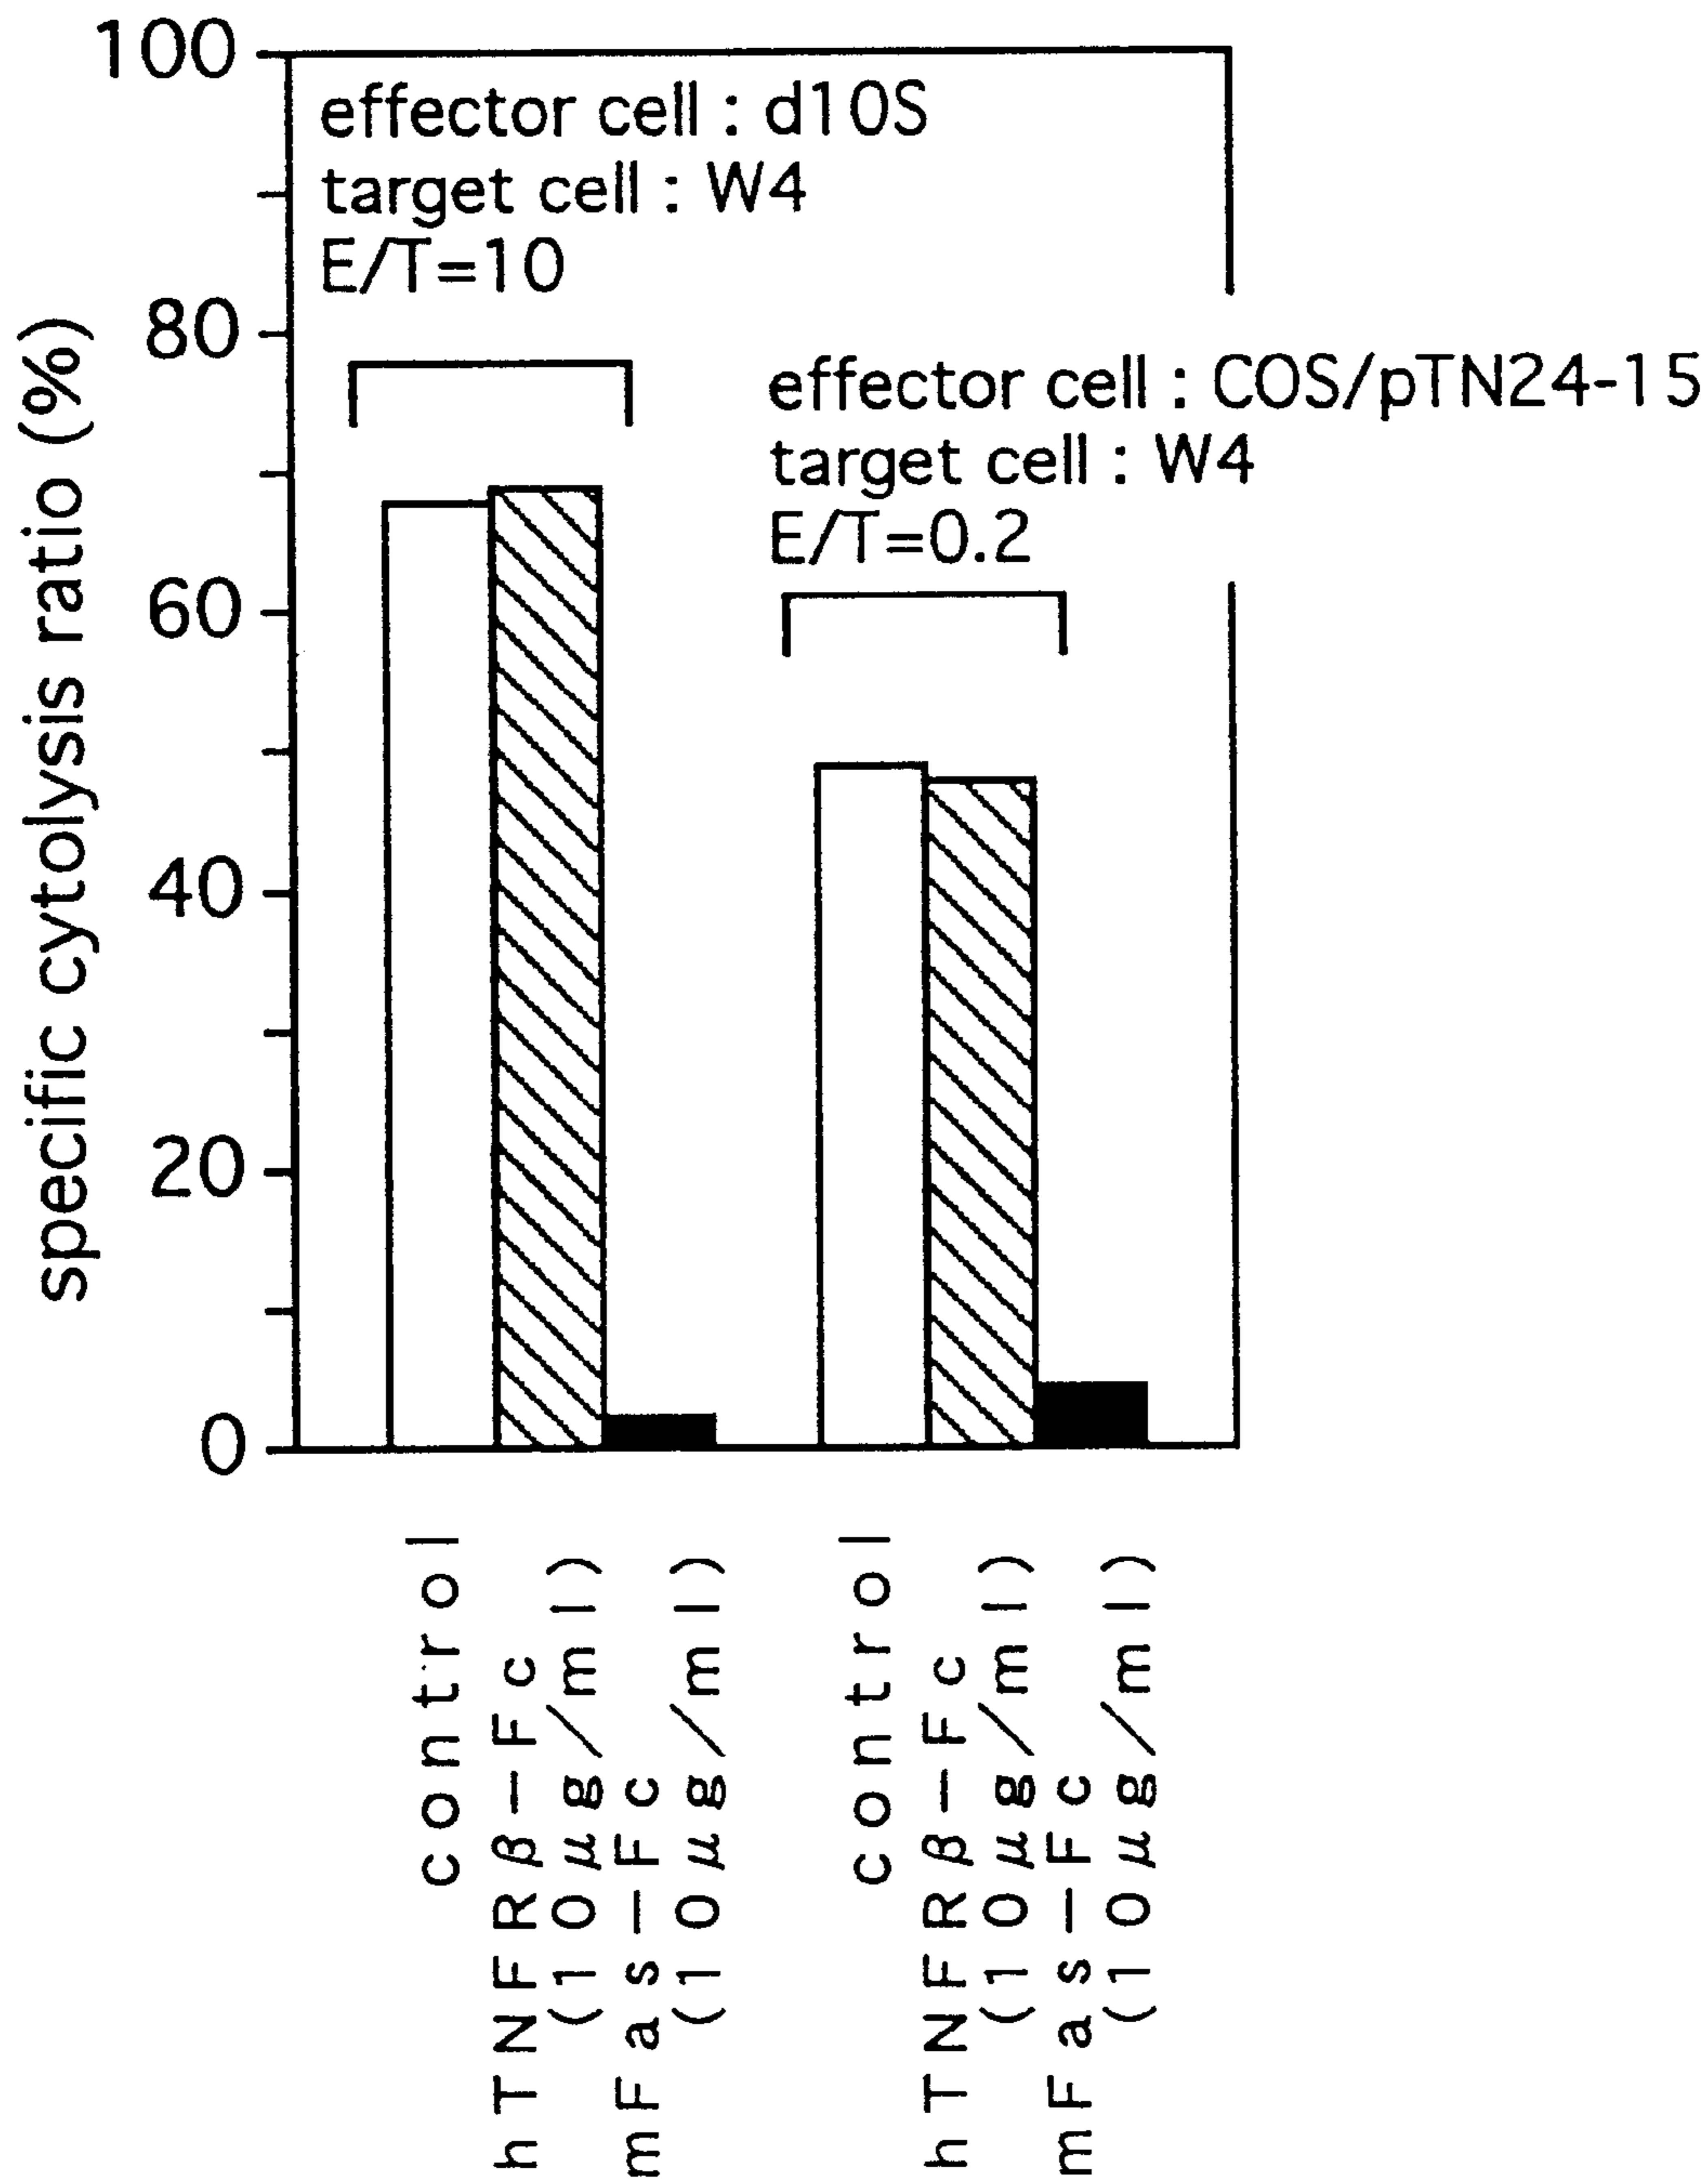 specific cytolysis ratio (%)
100
80
60
40
20
0
effector cell : d10S
target cell : W4
E/T=10
effector cell : COS/pTN24-15
target cell : W4
E/T=0.2
control
hTNFRβ-Fc
(10μg/ml)
mFas-Fc
(10μg/ml)
control
hTNFRβ-Fc
(10μg/ml)
mFas-Fc
(10μg/ml)